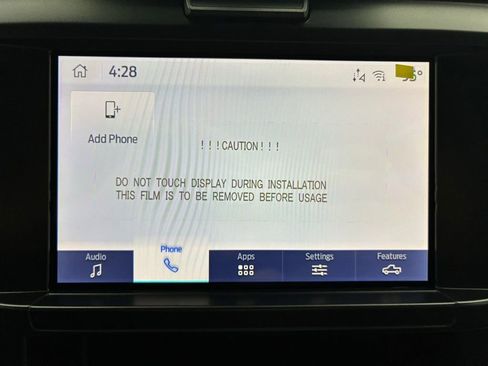 4:28
Add Phone
!!!CAUTION!!!
DO NOT TOUCH DISPLAY DURING INSTALLATION
THIS FILM IS TO BE REMOVED BEFORE USAGE
Audio
Phone
Apps
Settings
Features